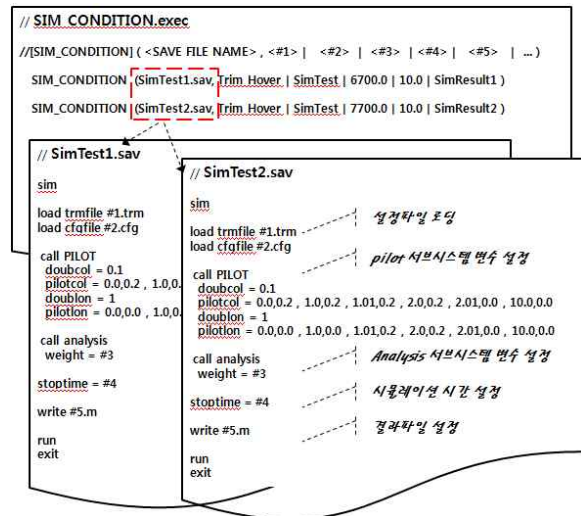 // SIM_CONDITION.exec
//[SIM_CONDITION] ( <SAVE FILE NAME> , <#1> | <#2> | <#3> | <#4> | <#5> | ... )
SIM_CONDITION (SimTest1.sav, Trim_Hover | SimTest | 6700.0 | 10.0 | SimResult1 )
SIM_CONDITION (SimTest2.sav, Trim_Hover | SimTest | 7700.0 | 10.0 | SimResult2 )
// SimTest1.sav
sim
load trmfile #1.trm
load cfgfile #2.cfg
call PILOT
doubcol = 0.1
pilotcol = 0.0,0.2 , 1.0,0.
doublon = 1
pilotlon = 0.0,0.0 , 1.0,0
call analysis
weight = #3
stoptime = #4
write #5.m
run
exit
// SimTest2.sav
sim
load trmfile #1.trm
load cfgfile #2.cfg
call PILOT
doubcol = 0.1
pilotcol = 0.0,0.2 , 1.0,0.2 , 1.01,0.2 , 2.0,0.2 , 2.01,0.0 , 10.0,0.0
doublon = 1
pilotlon = 0.0,0.0 , 1.0,0.0 , 1.01,0.2 , 2.0,0.2 , 2.01,0.0 , 10.0,0.0
call analysis
weight = #3
stoptime = #4
write #5.m
run
exit
설정파일 로딩
pilot 서브시스템 변수 설정
Analysis 서브시스템 변수 설정
시뮬레이션 시간 설정
결과파일 설정